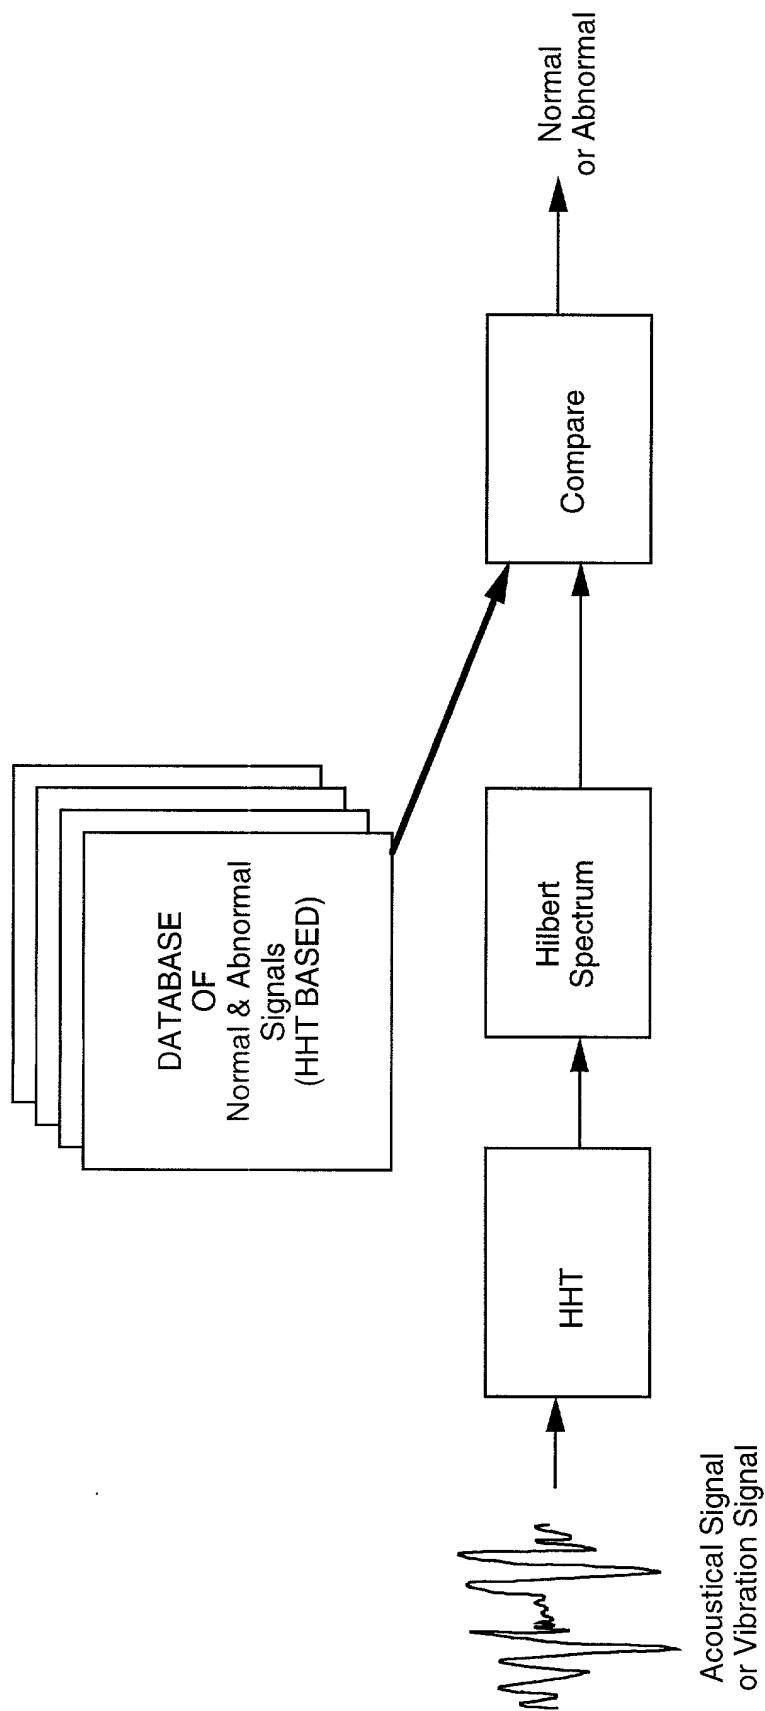 Acoustical Signal
or Vibration Signal
HHT
Hilbert
Spectrum
DATABASE
OF
Normal & Abnormal
Signals
(HHT BASED)
Compare
Normal
or Abnormal